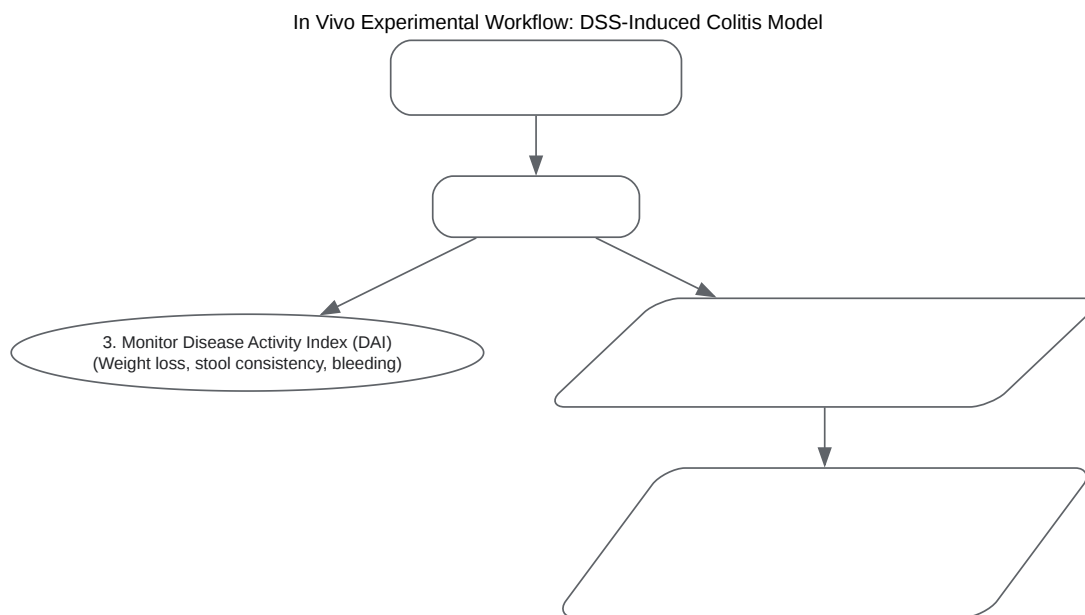 In Vivo Experimental Workflow: DSS-Induced Colitis Model
3. Monitor Disease Activity Index (DAI)
(Weight loss, stool consistency, bleeding)